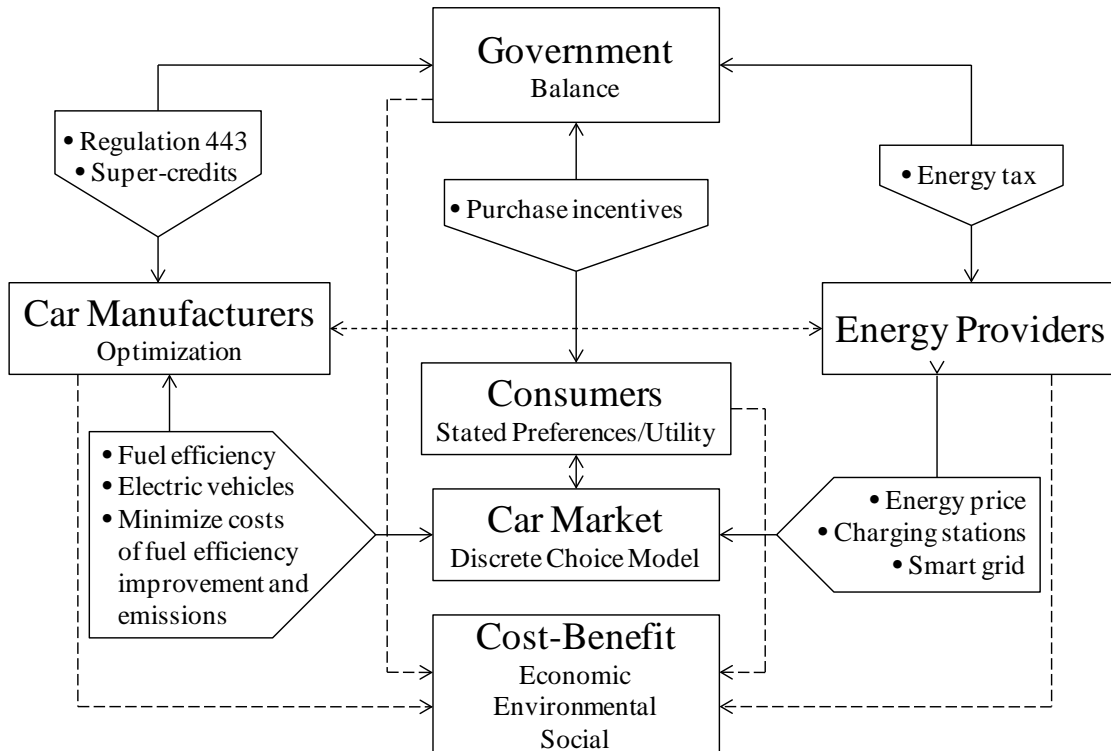 Government
Balance
• Regulation 443
• Super-credits
• Purchase incentives
• Energy tax
Car Manufacturers
Optimization
Energy Providers
Consumers
Stated Preferences/Utility
• Fuel efficiency
• Electric vehicles
• Minimize costs
of fuel efficiency
improvement and
emissions
Car Market
Discrete Choice Model
• Energy price
• Charging stations
• Smart grid
Cost-Benefit
Economic
Environmental
Social